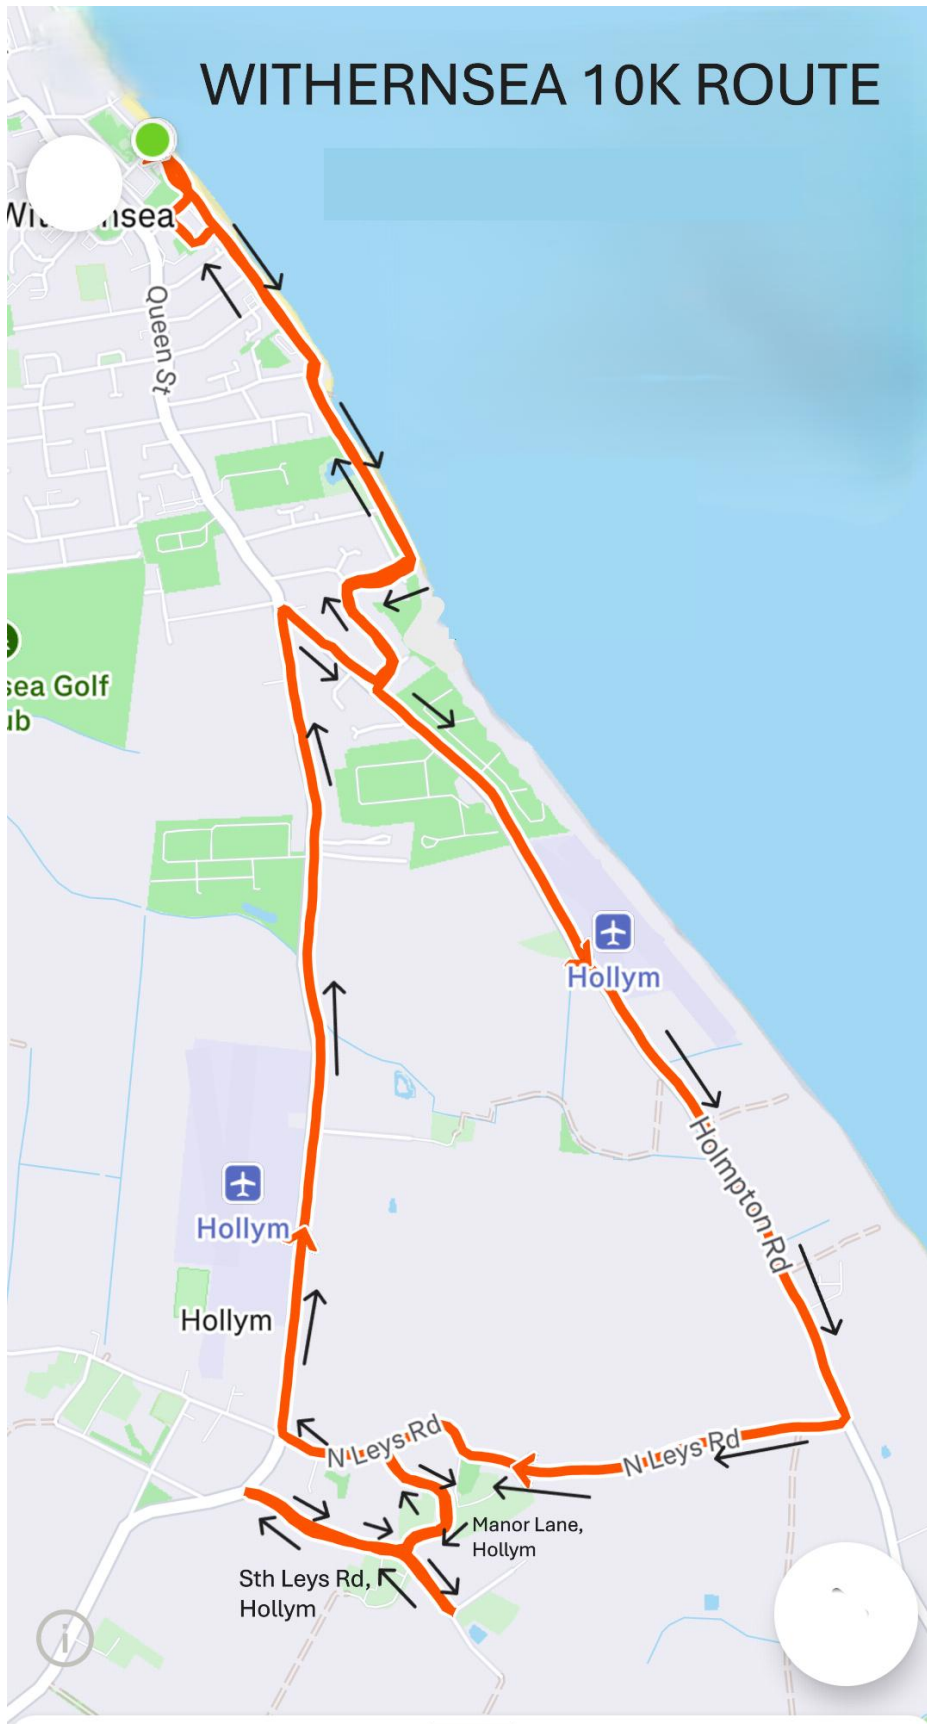 WITHERNSEA 10K ROUTE
Queen St
sea Golf
ub
Hollym
Holmpton Rd
Hollym
Hollym
N Leys Rd
N Leys Rd
Manor Lane,
Hollym
Sth Leys Rd,
Hollym
i